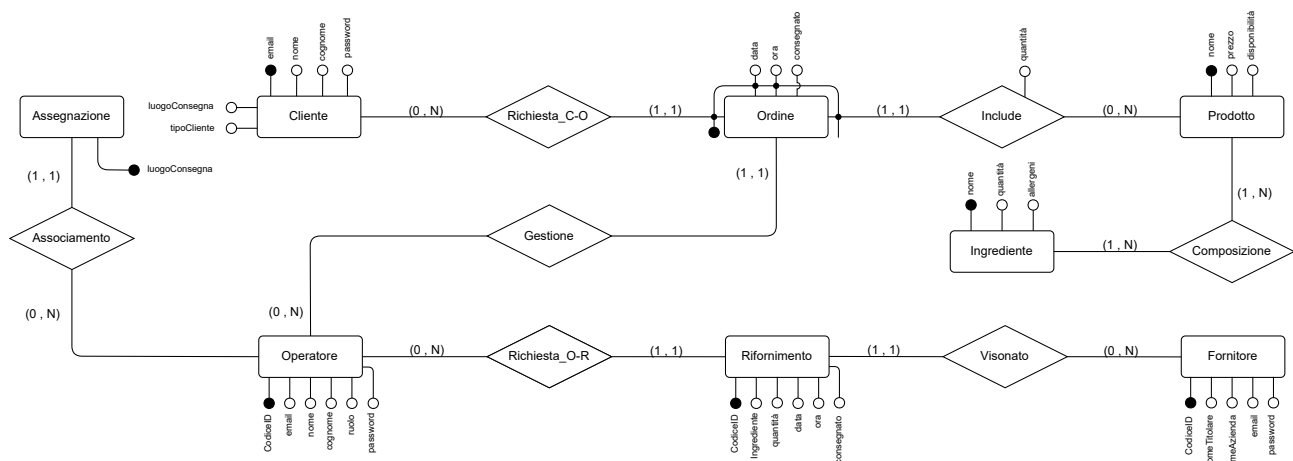 email
nome
cognome
password
luogoConsegna
tipoCliente
Cliente
(0 , N)
Richiesta_C-O
(1 , 1)
data
ora
consegnato
Ordine
(1 , 1)
quantità
Include
(0 , N)
nome
prezzo
disponibilità
Prodotto
Assegnazione
luogoConsegna
(1 , 1)
Associamento
(0 , N)
(1 , 1)
Gestione
(0 , N)
nome
quantità
allergeni
Ingrediente
(1 , N)
Composizione
(1 , N)
Operatore
CodiceID
email
nome
cognome
ruolo
password
(0 , N)
Richiesta_O-R
(1 , 1)
Rifornimento
CodiceID
Ingrediente
quantità
data
ora
consegnato
(1 , 1)
Visonato
(0 , N)
Fornitore
CodiceID
omeTitolare
meAzienda
email
password